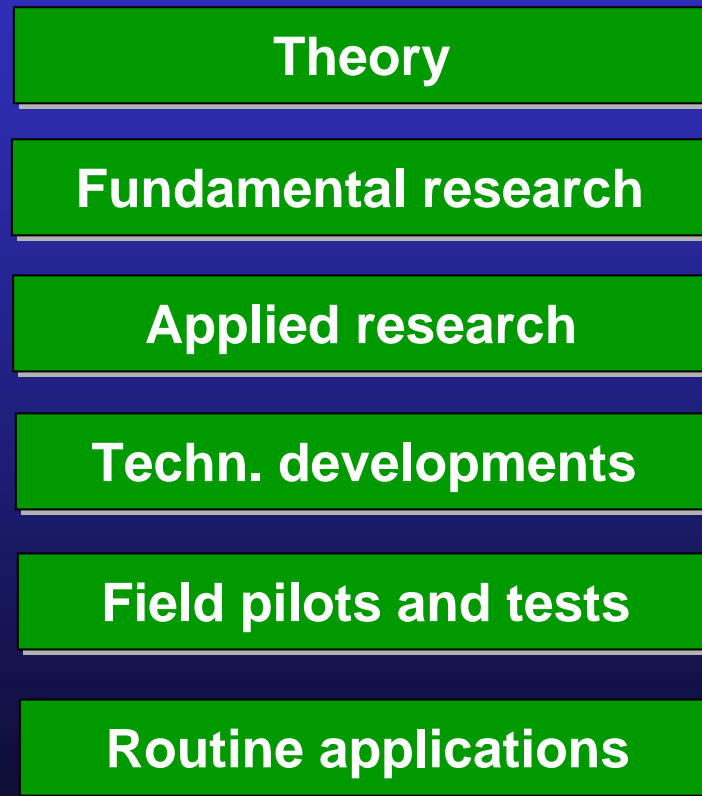 Theory
Fundamental research
Applied research
Techn. developments
Field pilots and tests
Routine applications